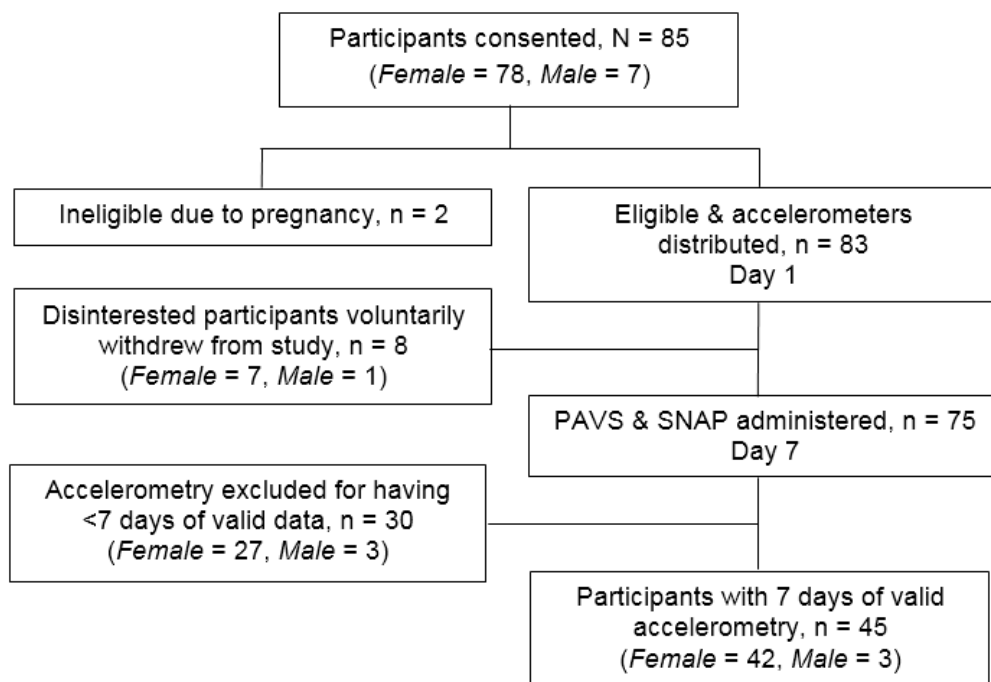 Participants consented, N = 85
(Female = 78, Male = 7)
Ineligible due to pregnancy, n = 2
Eligible & accelerometers
distributed, n = 83
Day 1
Disinterested participants voluntarily
withdrew from study, n = 8
(Female = 7, Male = 1)
PAVS & SNAP administered, n = 75
Day 7
Accelerometry excluded for having
<7 days of valid data, n = 30
(Female = 27, Male = 3)
Participants with 7 days of valid
accelerometry, n = 45
(Female = 42, Male = 3)